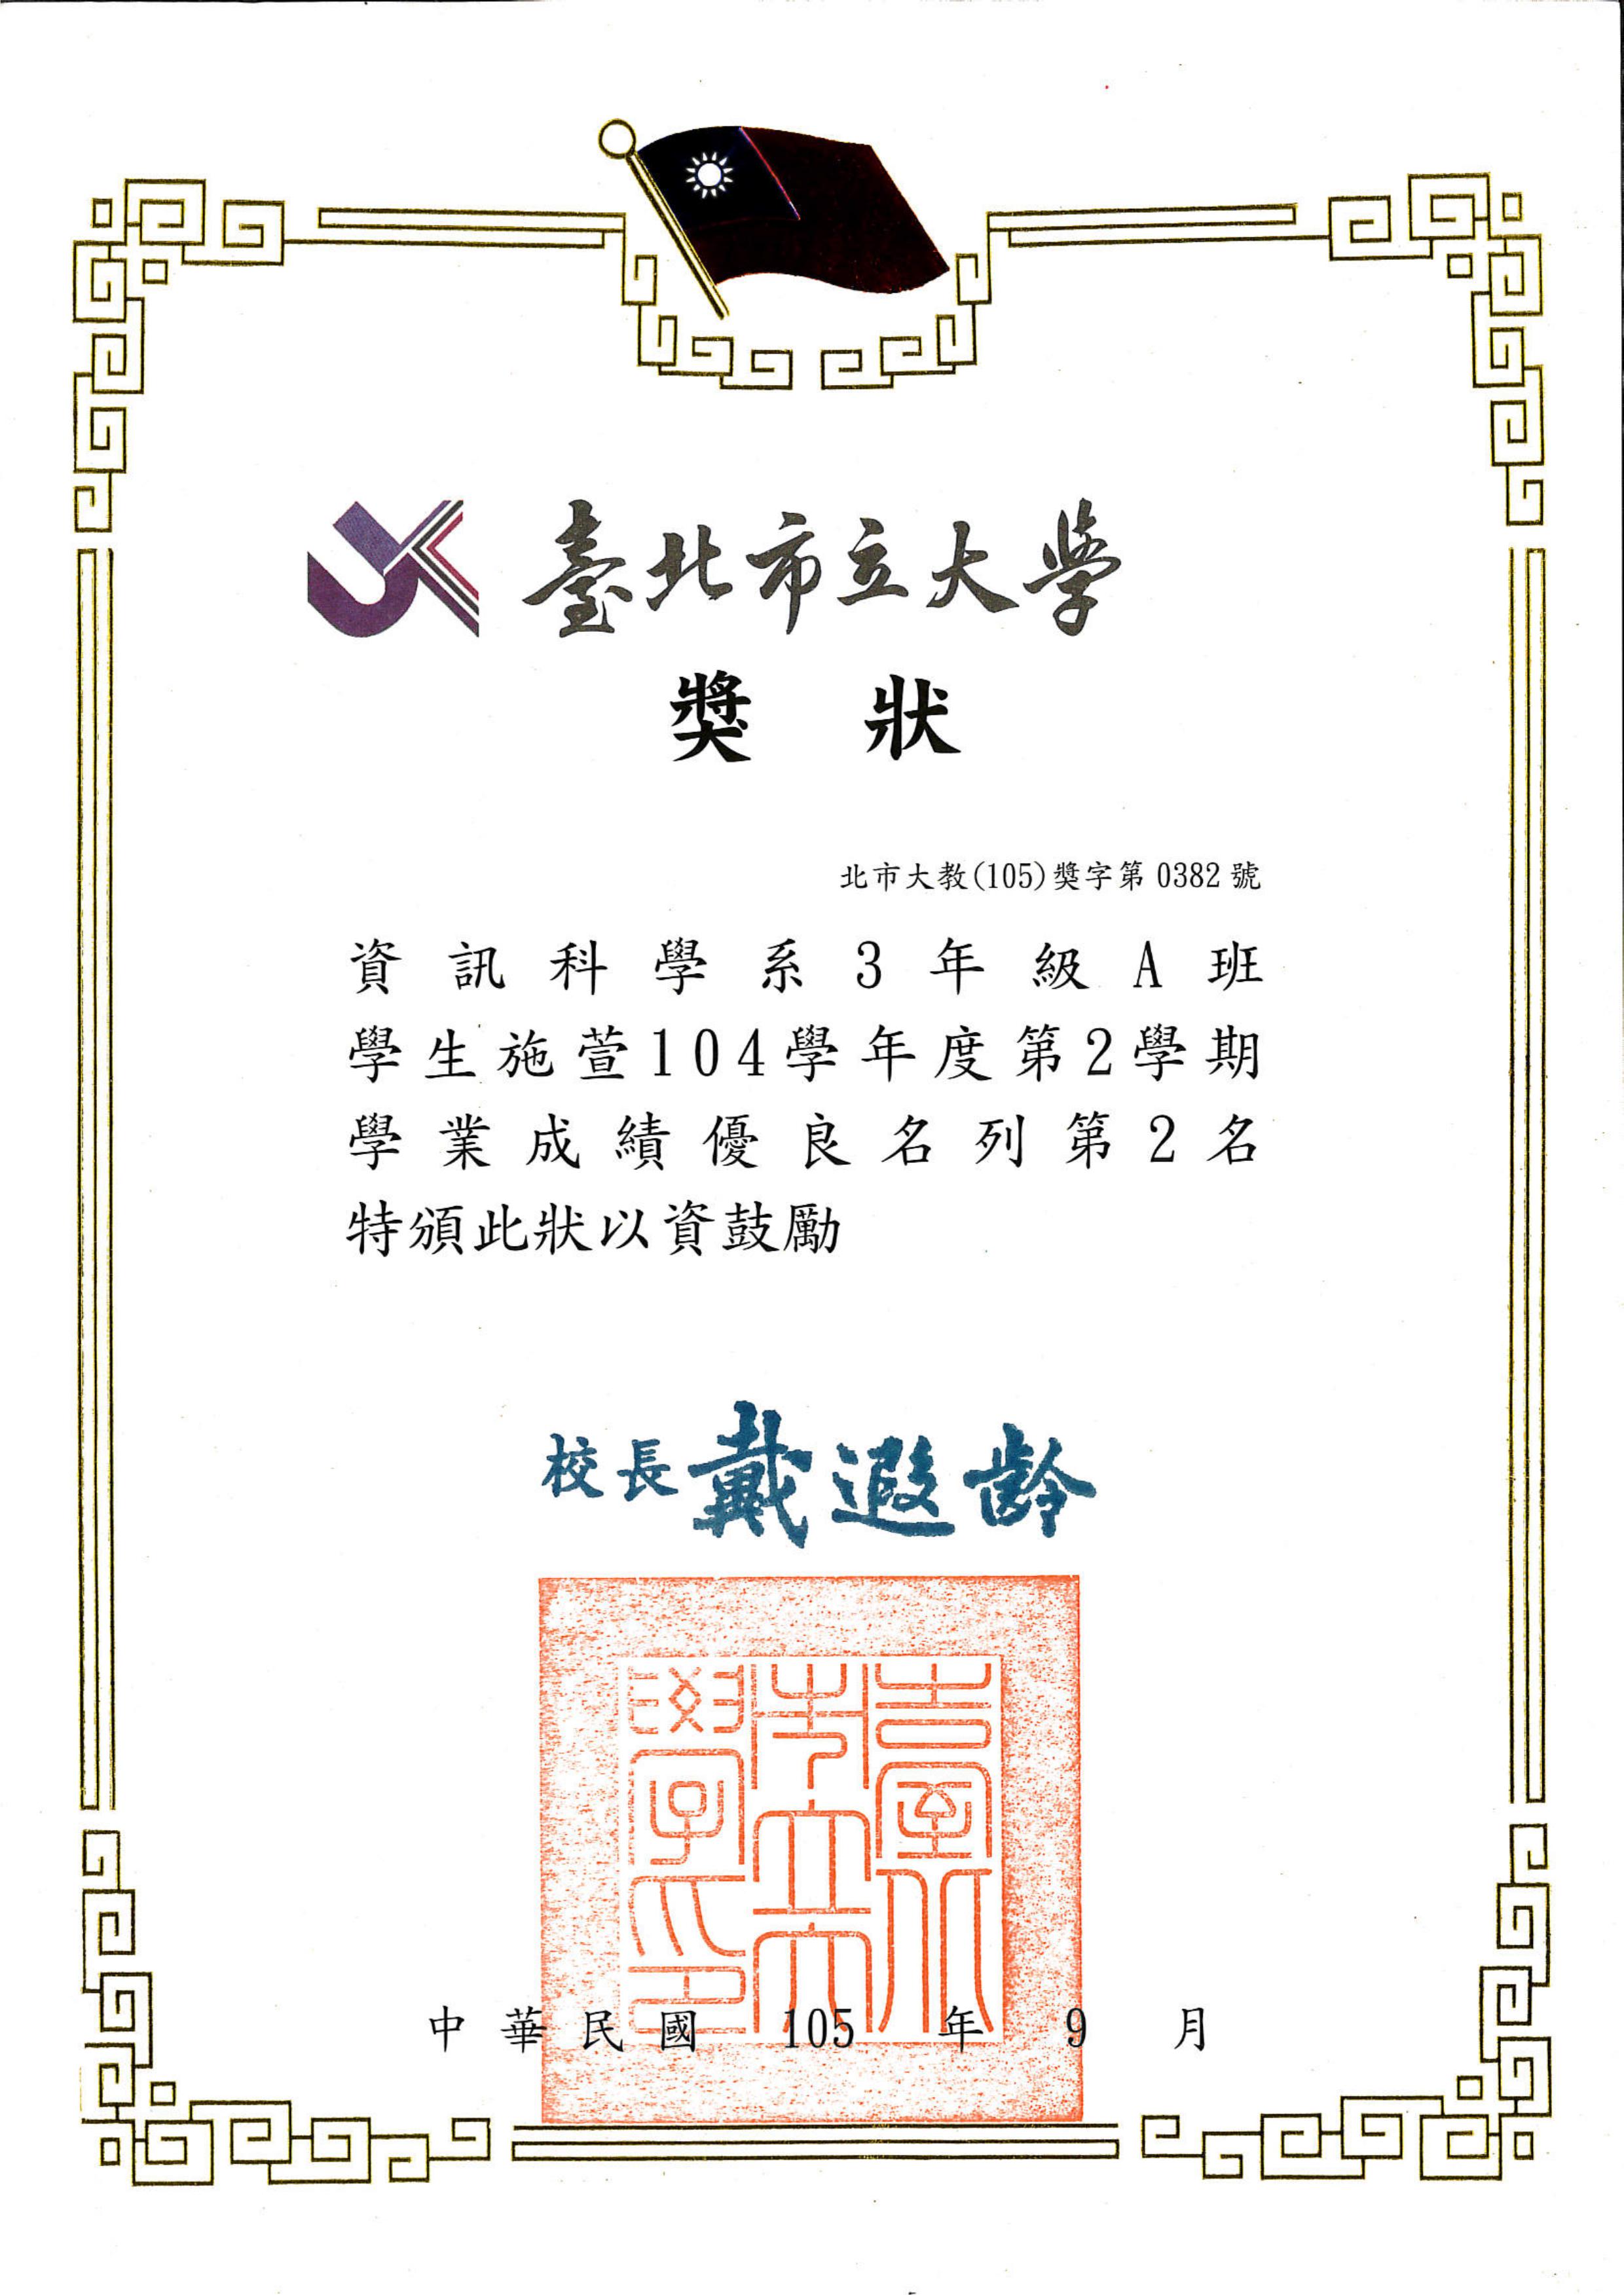 臺北市立大學
獎狀
北市大教(105)獎字第0382號
資訊科學系3年級A班
學生施萱104學年度第2學期
學業成績優良名列第2名
特頒此狀以資鼓勵
校長戴遐齡
臺北市立大學印
中華民國 105 年 9 月